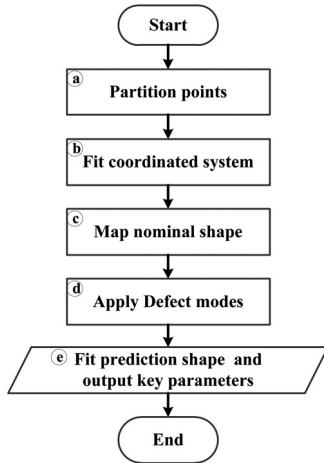 Start
a
Partition points
b
Fit coordinated system
c
Map nominal shape
d
Apply Defect modes
e Fit prediction shape and
output key parameters
End